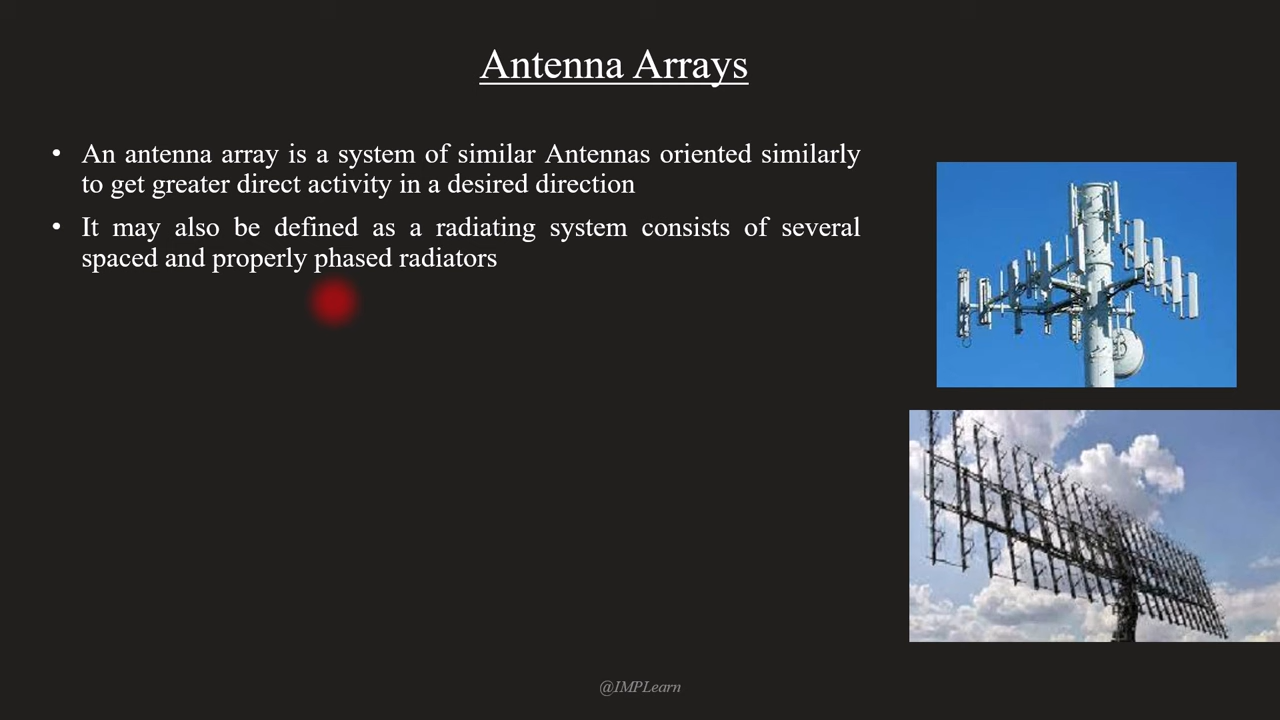 Antenna Arrays
• An antenna array is a system of similar Antennas oriented similarly
to get greater direct activity in a desired direction
• It may also be defined as a radiating system consists of several
spaced and properly phased radiators
@IMPLearn